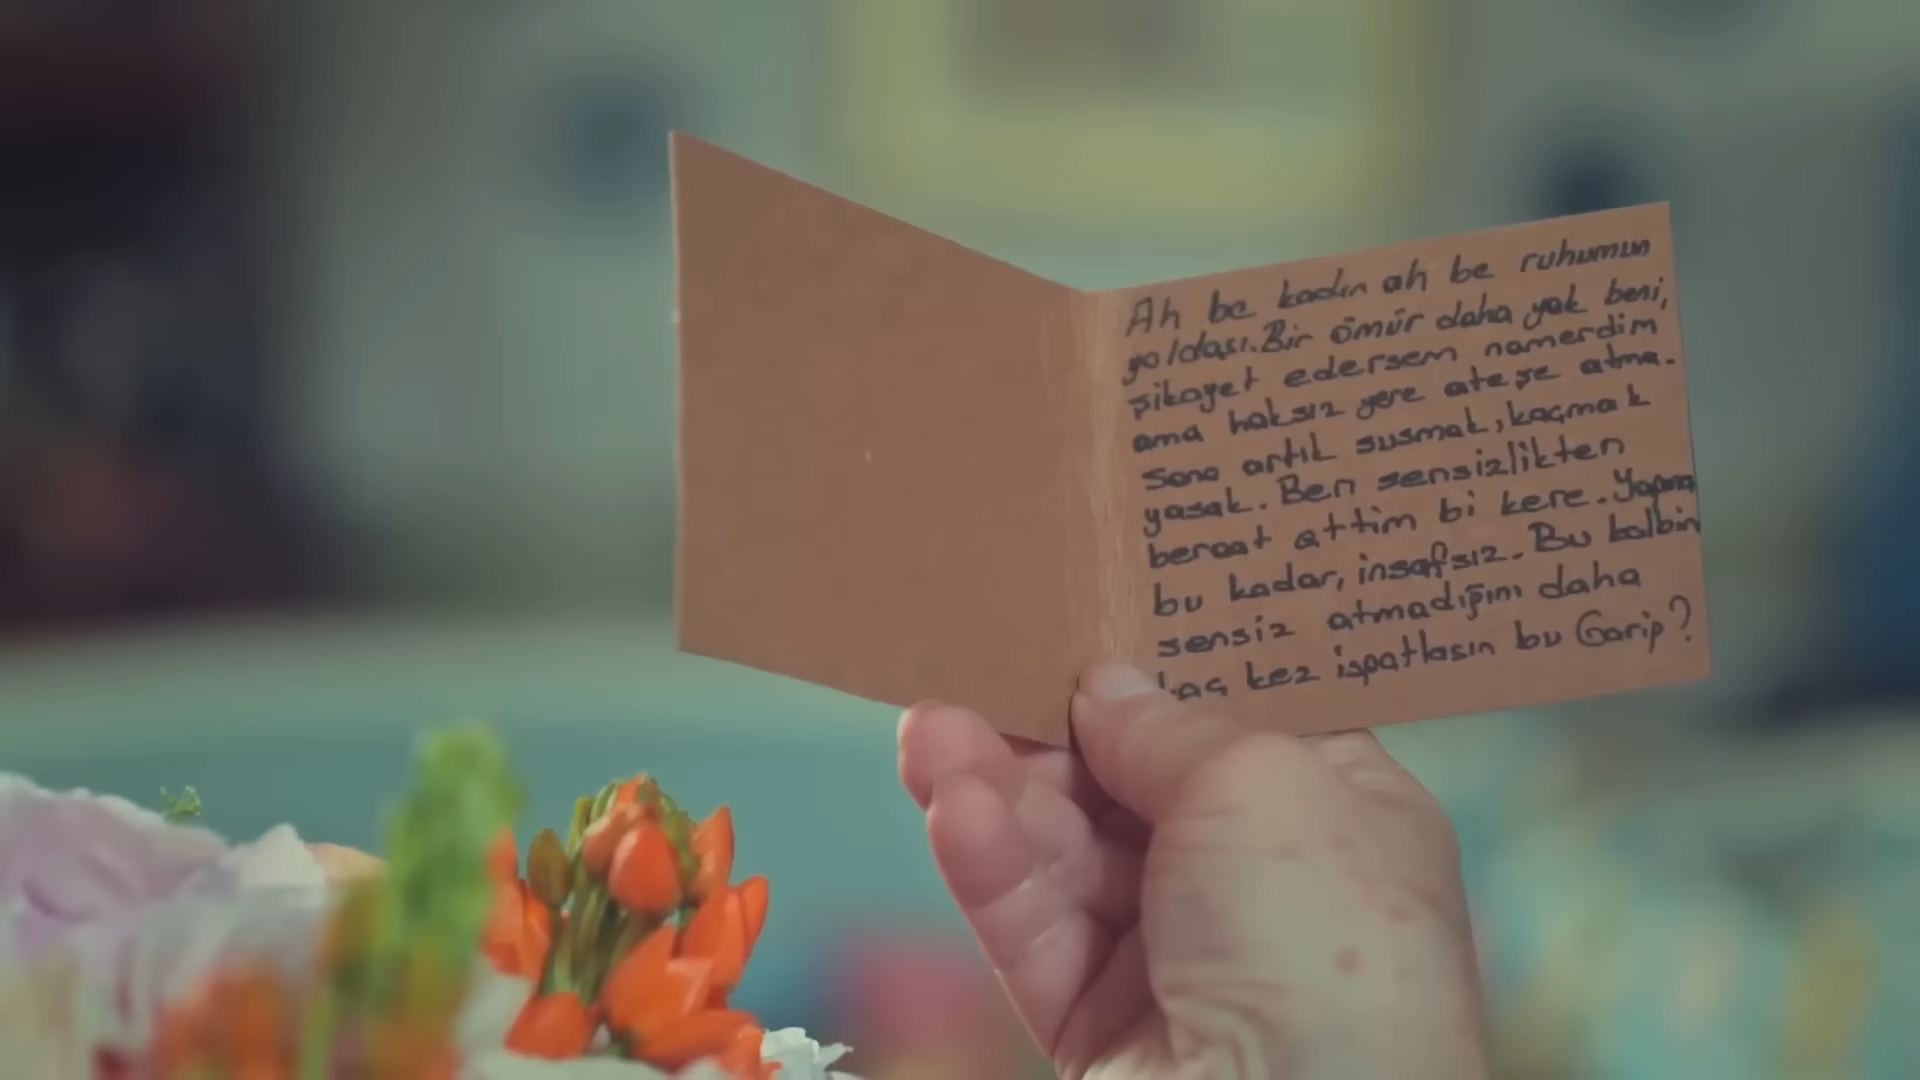 Ah be kadın ah be ruhumun
yoldaşı. Bir ömür daha yak beni,
şikayet edersem namerdim
ama haksız yere ateşe atma.
Sana artık susmak, kaçmak
yasak. Ben sensizlikten
beraat ettim bi kere. Yapma
bu kadar, insafsız. Bu kalbin
sensiz atmadığını daha
kaç kez ispatlasın bu Garip?